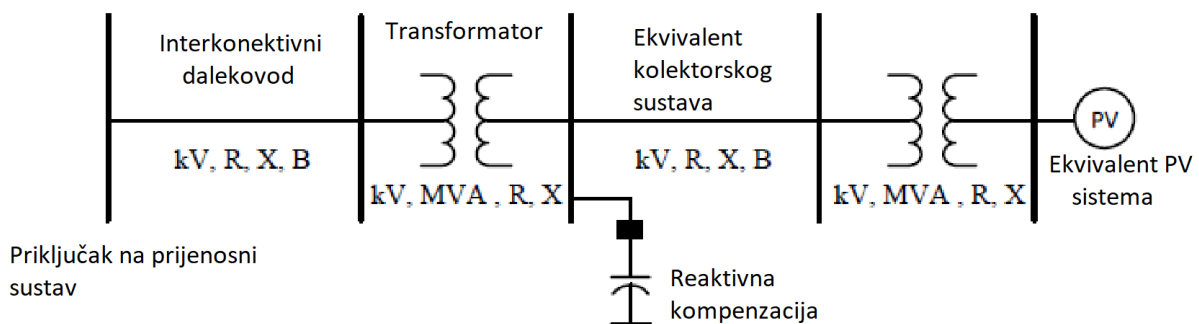 Interkonektivni
dalekovod
kV, R, X, B
Priključak na prijenosni
sustav
Transformator
kV, MVA , R, X
Ekvivalent
kolektorskog
sustava
kV, R, X, B
Reaktivna
kompenzacija
kV, MVA , R, X
PV
Ekvivalent PV
sistema